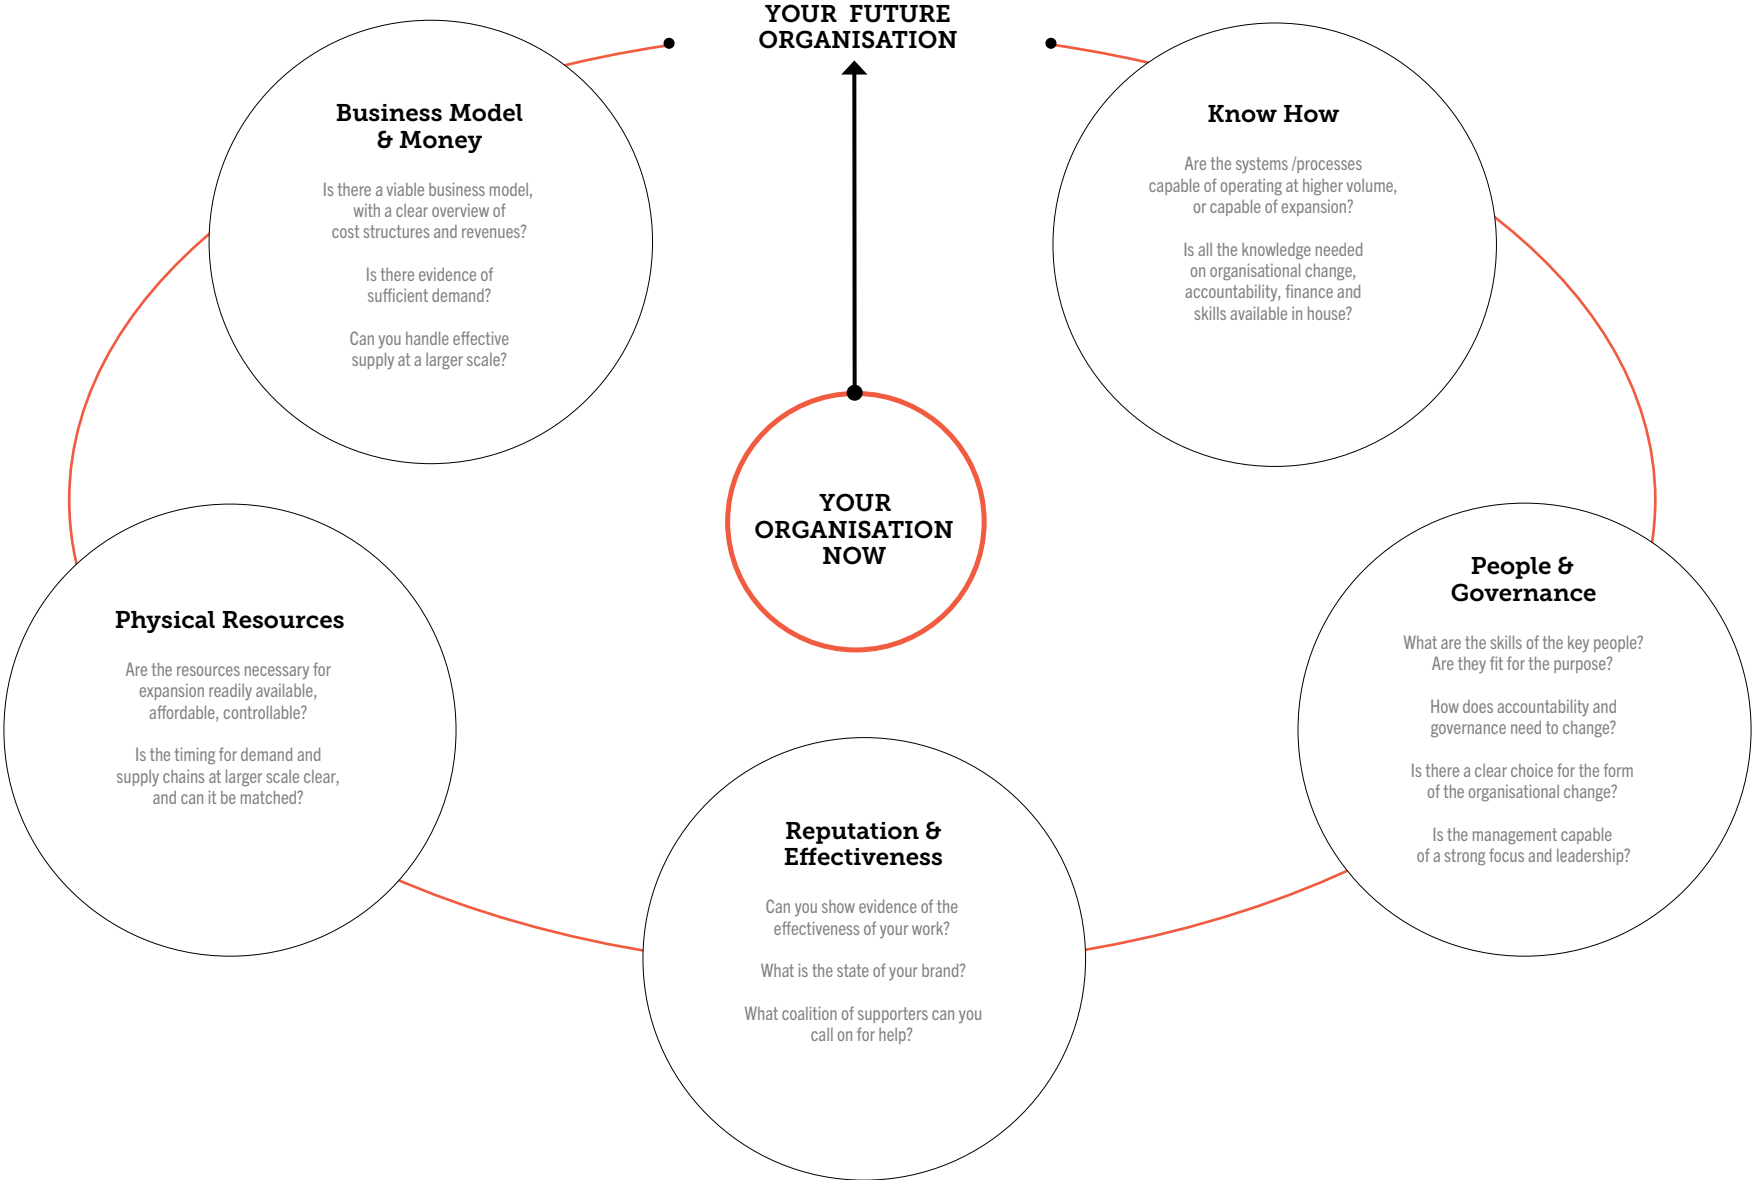 YOUR FUTURE
ORGANISATION
Business Model
& Money
Is there a viable business model,
with a clear overview of
cost structures and revenues?
Is there evidence of
sufficient demand?
Can you handle effective
supply at a larger scale?
Know How
Are the systems /processes
capable of operating at higher volume,
or capable of expansion?
Is all the knowledge needed
on organisational change,
accountability, finance and
skills available in house?
YOUR
ORGANISATION
NOW
Physical Resources
Are the resources necessary for
expansion readily available,
affordable, controllable?
Is the timing for demand and
supply chains at larger scale clear,
and can it be matched?
People &
Governance
What are the skills of the key people?
Are they fit for the purpose?
How does accountability and
governance need to change?
Is there a clear choice for the form
of the organisational change?
Is the management capable
of a strong focus and leadership?
Reputation &
Effectiveness
Can you show evidence of the
effectiveness of your work?
What is the state of your brand?
What coalition of supporters can you
call on for help?